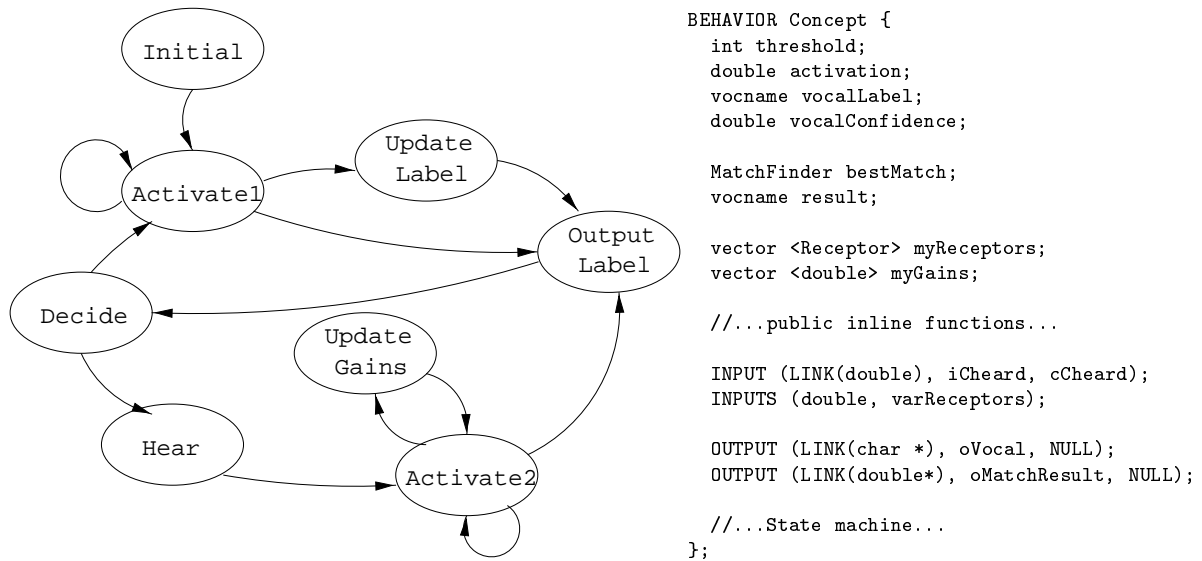 Initial
Activate1
Update
Label
Output
Label
Decide
Update
Gains
Hear
Activate2
BEHAVIOR Concept {
int threshold;
double activation;
vocname vocalLabel;
double vocalConfidence;
MatchFinder bestMatch;
vocname result;
vector <Receptor> myReceptors;
vector <double> myGains;
//...public inline functions...
INPUT (LINK(double), iCheard, cCheard);
INPUTS (double, varReceptors);
OUTPUT (LINK(char *), oVocal, NULL);
OUTPUT (LINK(double*), oMatchResult, NULL);
//...State machine...
};